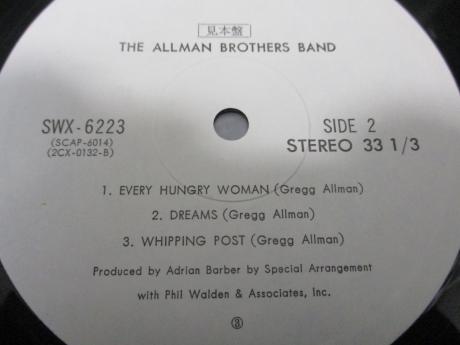 見本盤
THE ALLMAN BROTHERS BAND
SWX-6223
(SCAP-6014)
(2CX-0132-B)
SIDE 2
STEREO 33 1/3
1. EVERY HUNGRY WOMAN (Gregg Allman)
2. DREAMS (Gregg Allman)
3. WHIPPING POST (Gregg Allman)
Produced by Adrian Barber by Special Arrangement
with Phil Walden & Associates, Inc.
③